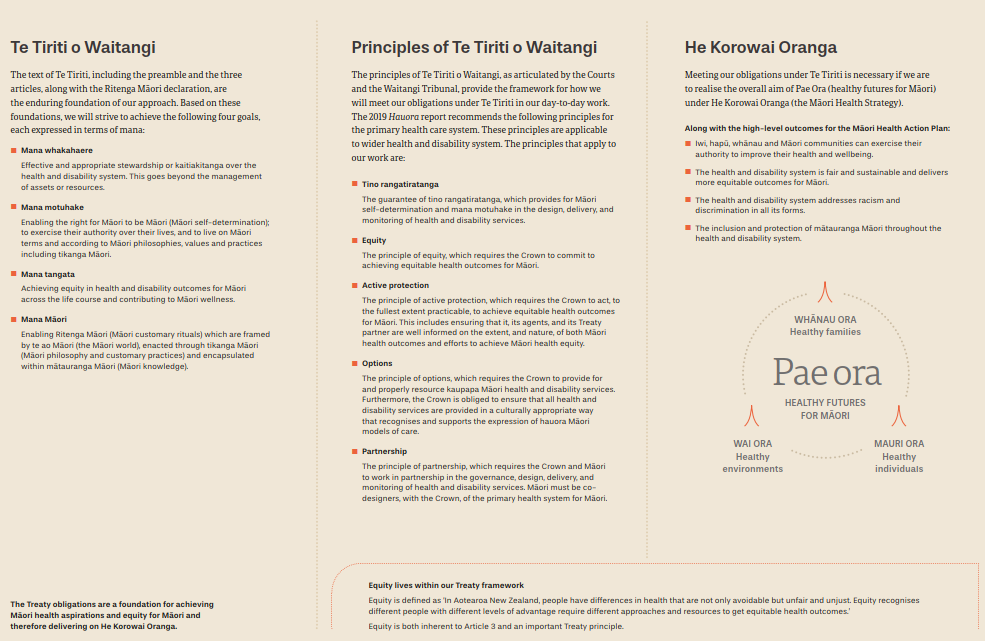 Te Tiriti o Waitangi
The text of Te Tiriti, including the preamble and the three
articles, along with the Ritenga Māori declaration, are
the enduring foundation of our approach. Based on these
foundations, we will strive to achieve the following four goals,
each expressed in terms of mana:
Mana whakahaere
Effective and appropriate stewardship or kaitiakitanga over the
health and disability system. This goes beyond the management
of assets or resources.
Mana motuhake
Enabling the right for Māori to be Māori (Māori self-determination);
to exercise their authority over their lives, and to live on Māori
terms and according to Māori philosophies, values and practices
including tikanga Māori.
Mana tangata
Achieving equity in health and disability outcomes for Māori
across the life course and contributing to Māori wellness.
Mana Māori
Enabling Ritenga Māori (Māori customary rituals) which are framed
by te ao Māori (the Māori world), enacted through tikanga Māori
(Māori philosophy and customary practices) and encapsulated
within mātauranga Māori (Māori knowledge).
The Treaty obligations are a foundation for achieving
Māori health aspirations and equity for Māori and
therefore delivering on He Korowai Oranga.
Principles of Te Tiriti o Waitangi
The principles of Te Tiriti o Waitangi, as articulated by the Courts
and the Waitangi Tribunal, provide the framework for how we
will meet our obligations under Te Tiriti in our day-to-day work.
The 2019 Hauora report recommends the following principles for
the primary health care system. These principles are applicable
to wider health and disability system. The principles that apply to
our work are:
Tino rangatiratanga
The guarantee of tino rangatiratanga, which provides for Māori
self-determination and mana motuhake in the design, delivery, and
monitoring of health and disability services.
Equity
The principle of equity, which requires the Crown to commit to
achieving equitable health outcomes for Māori.
Active protection
The principle of active protection, which requires the Crown to act, to
the fullest extent practicable, to achieve equitable health outcomes
for Māori. This includes ensuring that it, its agents, and its Treaty
partner are well informed on the extent, and nature, of both Māori
health outcomes and efforts to achieve Māori health equity.
Options
The principle of options, which requires the Crown to provide for
and properly resource kaupapa Māori health and disability services.
Furthermore, the Crown is obliged to ensure that all health and
disability services are provided in a culturally appropriate way
that recognises and supports the expression of hauora Māori
models of care.
Partnership
The principle of partnership, which requires the Crown and Māori
to work in partnership in the governance, design, delivery, and
monitoring of health and disability services. Māori must be co-
designers, with the Crown, of the primary health system for Māori.
He Korowai Oranga
Meeting our obligations under Te Tiriti is necessary if we are
to realise the overall aim of Pae Ora (healthy futures for Māori)
under He Korowai Oranga (the Māori Health Strategy).
Along with the high-level outcomes for the Māori Health Action Plan:
Iwi, hapū, whānau and Māori communities can exercise their
authority to improve their health and wellbeing.
The health and disability system is fair and sustainable and delivers
more equitable outcomes for Māori.
The health and disability system addresses racism and
discrimination in all its forms.
The inclusion and protection of mātauranga Māori throughout the
health and disability system.
WHĀNAU ORA
Healthy families
Pae ora
HEALTHY FUTURES
FOR MĀORI
WAI ORA
Healthy
environments
MAURI ORA
Healthy
individuals
Equity lives within our Treaty framework
Equity is defined as 'In Aotearoa New Zealand, people have differences in health that are not only avoidable but unfair and unjust. Equity recognises
different people with different levels of advantage require different approaches and resources to get equitable health outcomes.'
Equity is both inherent to Article 3 and an important Treaty principle.